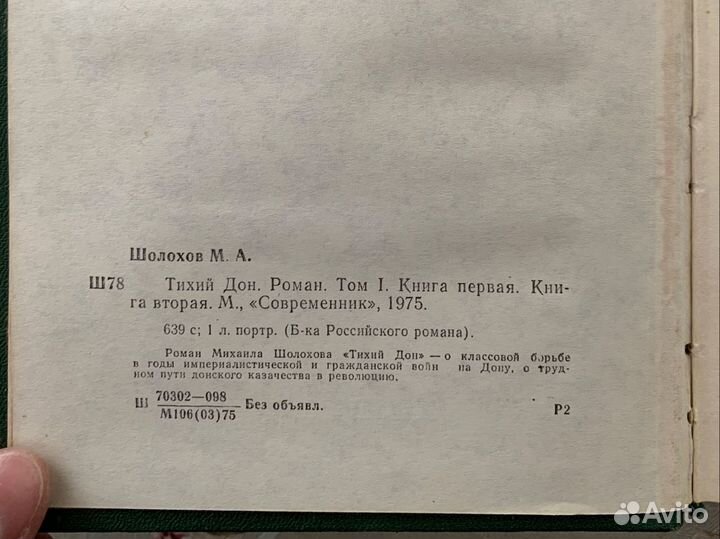 Шолохов М. А.
Ш78 Тихий Дон. Роман. Том I. Книга первая. Кни-
га вторая. М., «Современник», 1975.
639 с; 1 л. портр. (Б-ка Российского романа).
Роман Михаила Шолохова «Тихий Дон» — о классовой борьбе
в годы империалистической и гражданской войн на Дону, о труд-
ном пути донского казачества в революцию.
70302—098
Ш Без объявл. Р2
М106(03)75
Avito